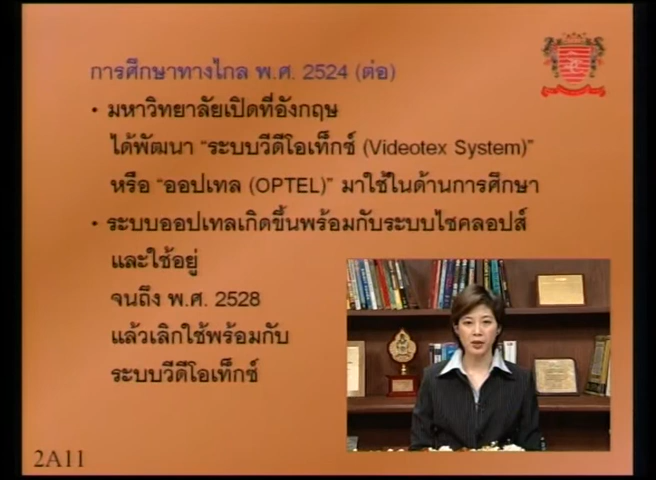 การศึกษาทางไกล พ.ศ. 2524 (ต่อ)
• มหาวิทยาลัยเปิดที่อังกฤษ
ได้พัฒนา “ระบบวีดีโอเท็กซ์ (Videotex System)”
หรือ “ออปเทล (OPTEL)” มาใช้ในด้านการศึกษา
• ระบบออปเทลเกิดขึ้นพร้อมกับระบบไซคลอปส์
และใช้อยู่
จนถึง พ.ศ. 2528
แล้วเลิกใช้พร้อมกับ
ระบบวีดีโอเท็กซ์
2A11